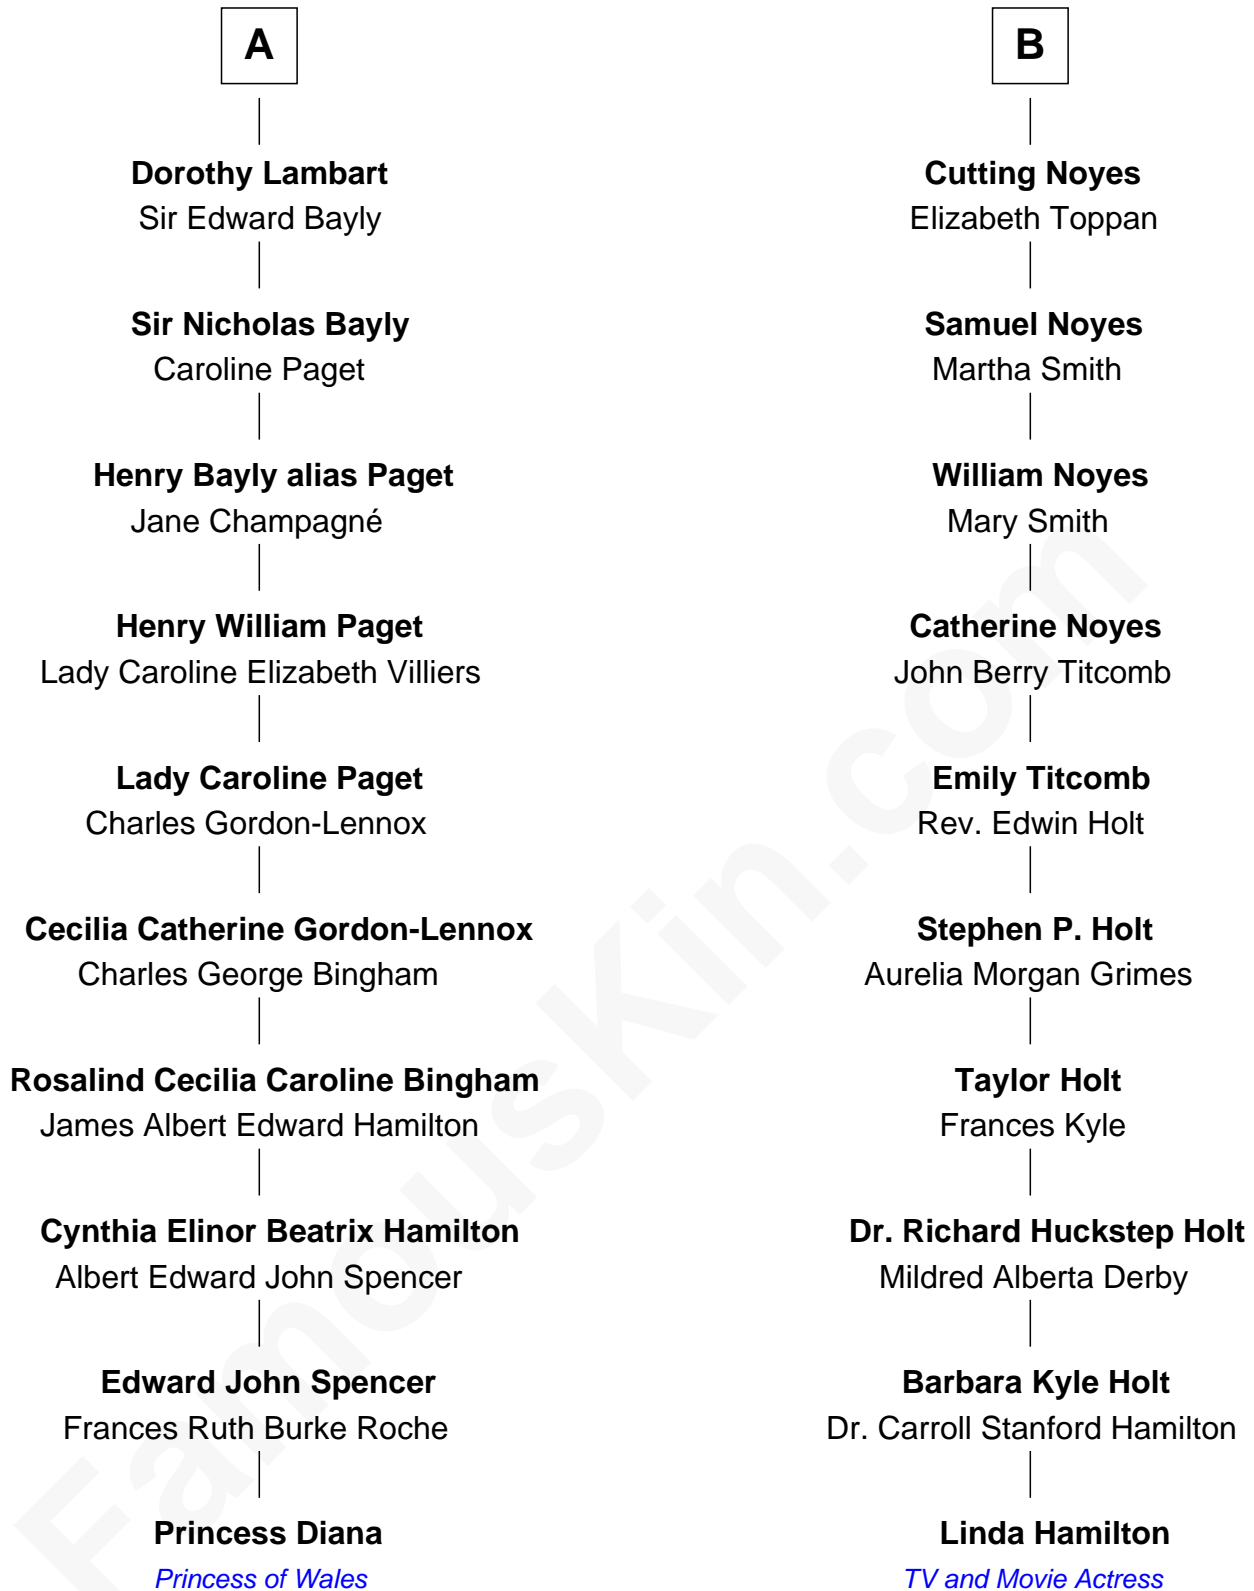 A
Dorothy Lambart
Sir Edward Bayly
Sir Nicholas Bayly
Caroline Paget
Henry Bayly alias Paget
Jane Champagné
Henry William Paget
Lady Caroline Elizabeth Villiers
Lady Caroline Paget
Charles Gordon-Lennox
Cecilia Catherine Gordon-Lennox
Charles George Bingham
Rosalind Cecilia Caroline Bingham
James Albert Edward Hamilton
Cynthia Elinor Beatrix Hamilton
Albert Edward John Spencer
Edward John Spencer
Frances Ruth Burke Roche
Princess Diana
Princess of Wales
B
Cutting Noyes
Elizabeth Toppan
Samuel Noyes
Martha Smith
William Noyes
Mary Smith
Catherine Noyes
John Berry Titcomb
Emily Titcomb
Rev. Edwin Holt
Stephen P. Holt
Aurelia Morgan Grimes
Taylor Holt
Frances Kyle
Dr. Richard Huckstep Holt
Mildred Alberta Derby
Barbara Kyle Holt
Dr. Carroll Stanford Hamilton
Linda Hamilton
TV and Movie Actress
FamousKin.com